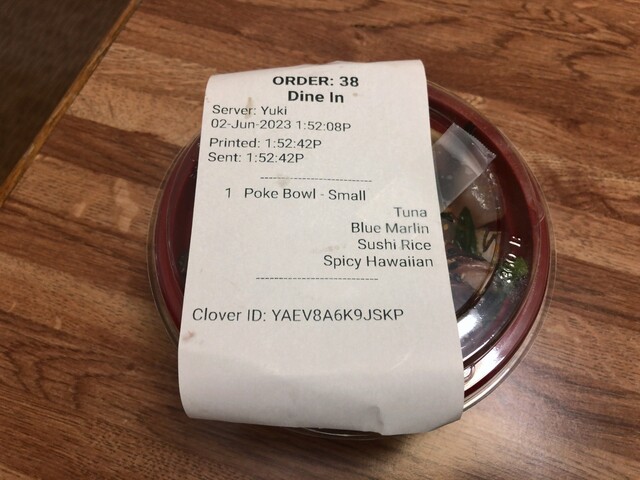 ORDER: 38
Dine In
Server: Yuki
02-Jun-2023 1:52:08P
Printed: 1:52:42P
Sent: 1:52:42P
1 Poke Bowl - Small
Tuna
Blue Marlin
Sushi Rice
Spicy Hawaiian
Clover ID: YAEV8A6K9JSKP